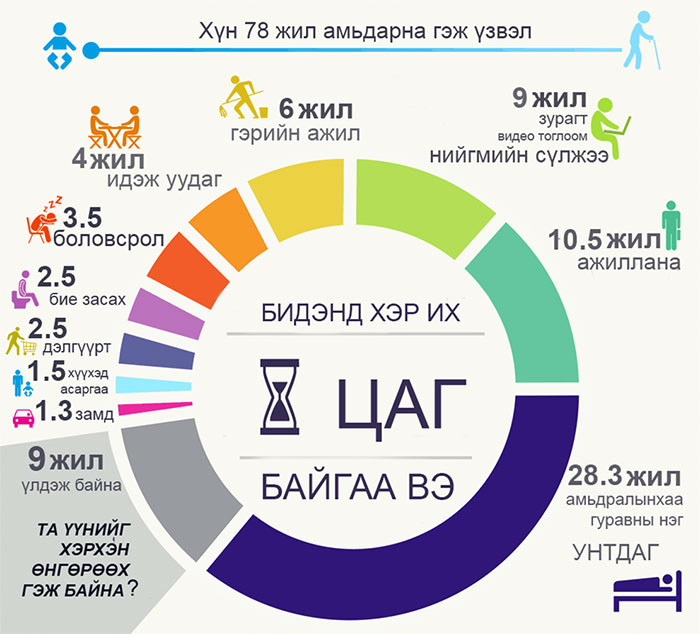 Хүн 78 жил амьдарна гэж үзвэл
6 жил
гэрийн ажил
9 жил
зурагт
видео тоглоом
нийгмийн сүлжээ
4 жил
идэж уудаг
zzz
3.5
боловсрол
10.5 жил
ажиллана
2.5
бие засах
2.5
дэлгүүрт
1.5 хүүхэд
асаргаа
1.3 замд
БИДЭНД ХЭР ИХ
ЦАГ
БАЙГАА ВЭ
9 жил
үлдэж байна
ТА ҮҮНИЙГ
ХЭРХЭН
ӨНГӨРӨӨХ
ГЭЖ БАЙНА?
28.3 жил
амьдралынхаа
гуравны нэг
УНТДАГ